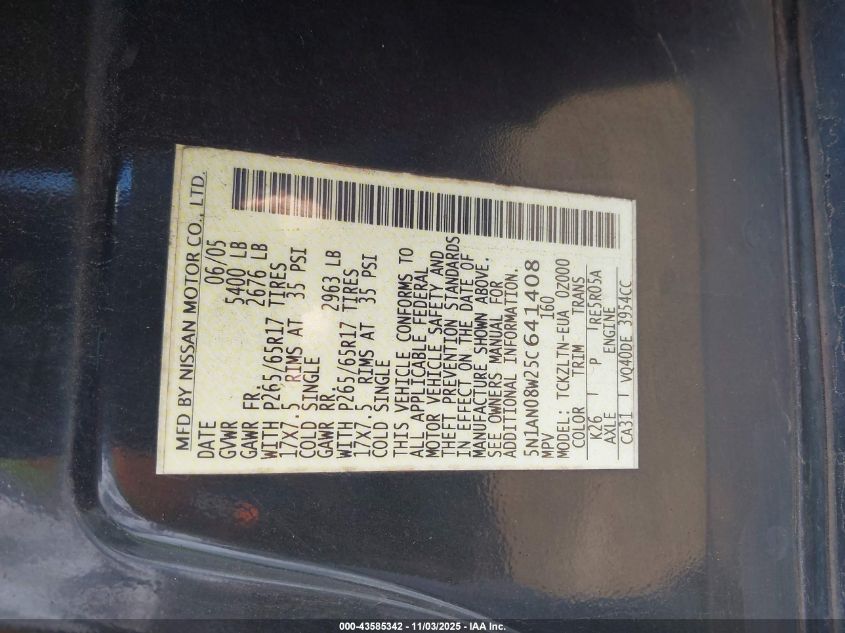 MFD BY NISSAN MOTOR CO., LTD.
DATE 06/05
GVWR 5400 LB
GAWR FR. 2676 LB
WITH P265/65R17 TIRES
17X7.5 RIMS AT 35 PSI
COLD SINGLE
GAWR RR. 2963 LB
WITH P265/65R17 TIRES
17X7.5 RIMS AT 35 PSI
COLD SINGLE
THIS VEHICLE CONFORMS TO
ALL APPLICABLE FEDERAL
MOTOR VEHICLE SAFETY AND
THEFT PREVENTION STANDARDS
IN EFFECT ON THE DATE OF
MANUFACTURE SHOWN ABOVE.
SEE OWNERS MANUAL FOR
ADDITIONAL INFORMATION.
5N1AN08W25C641408
MPV 160
MODEL: TCKZLTN-EUA 0Z000
COLOR TRIM TRANS
K26 P RE5R05A
AXLE ENGINE
CA31 VQ40DE 3954CC
000-43585342 - 11/03/2025 - IAA Inc.